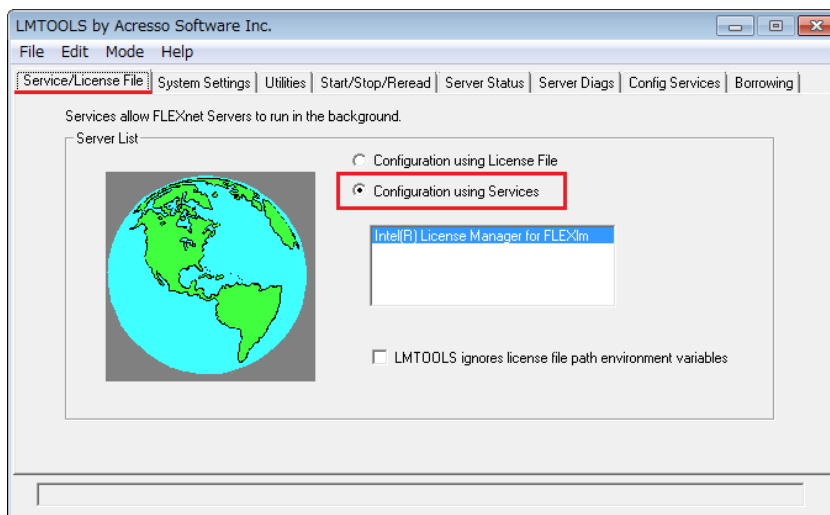 LMTOOLS by Acresso Software Inc.
File Edit Mode Help
Service/License File System Settings Utilities Start/Stop/Reread Server Status Server Diags Config Services Borrowing
Services allow FLEXnet Servers to run in the background.
Server List
Configuration using License File
Configuration using Services
Intel(R) License Manager for FLEXlm
LMTOOLS ignores license file path environment variables